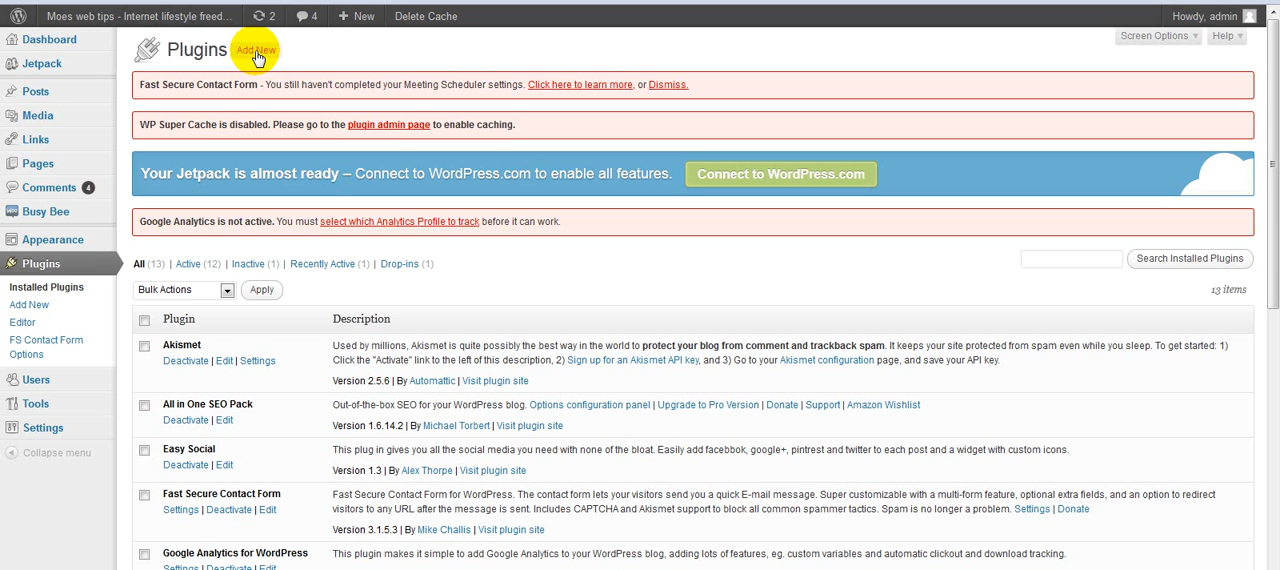 Moes web tips - Internet lifestyle freed... 2 4 + New Delete Cache Howdy, admin
Screen Options Help
Dashboard
Jetpack
Posts
Media
Links
Pages
Comments 4
Busy Bee
Appearance
Plugins
Installed Plugins
Add New
Editor
FS Contact Form
Options
Users
Tools
Settings
Collapse menu
Plugins Add New
Fast Secure Contact Form - You still haven't completed your Meeting Scheduler settings. Click here to learn more, or Dismiss.
WP Super Cache is disabled. Please go to the plugin admin page to enable caching.
Your Jetpack is almost ready – Connect to WordPress.com to enable all features. Connect to WordPress.com
Google Analytics is not active. You must select which Analytics Profile to track before it can work.
All (13) | Active (12) | Inactive (1) | Recently Active (1) | Drop-ins (1) Search Installed Plugins
Bulk Actions Apply 13 items
Plugin Description
Akismet
Deactivate | Edit | Settings
Used by millions, Akismet is quite possibly the best way in the world to protect your blog from comment and trackback spam. It keeps your site protected from spam even while you sleep. To get started: 1)
Click the "Activate" link to the left of this description, 2) Sign up for an Akismet API key, and 3) Go to your Akismet configuration page, and save your API key.
Version 2.5.6 | By Automattic | Visit plugin site
All in One SEO Pack
Deactivate | Edit
Out-of-the-box SEO for your WordPress blog. Options configuration panel | Upgrade to Pro Version | Donate | Support | Amazon Wishlist
Version 1.6.14.2 | By Michael Torbert | Visit plugin site
Easy Social
Deactivate | Edit
This plug in gives you all the social media you need with none of the bloat. Easily add facebbok, google+, pintrest and twitter to each post and a widget with custom icons.
Version 1.3 | By Alex Thorpe | Visit plugin site
Fast Secure Contact Form
Settings | Deactivate | Edit
Fast Secure Contact Form for WordPress. The contact form lets your visitors send you a quick E-mail message. Super customizable with a multi-form feature, optional extra fields, and an option to redirect
visitors to any URL after the message is sent. Includes CAPTCHA and Akismet support to block all common spammer tactics. Spam is no longer a problem. Settings | Donate
Version 3.1.5.3 | By Mike Challis | Visit plugin site
Google Analytics for WordPress
Settings | Deactivate | Edit
This plugin makes it simple to add Google Analytics to your WordPress blog, adding lots of features, eg. custom variables and automatic clickout and download tracking.